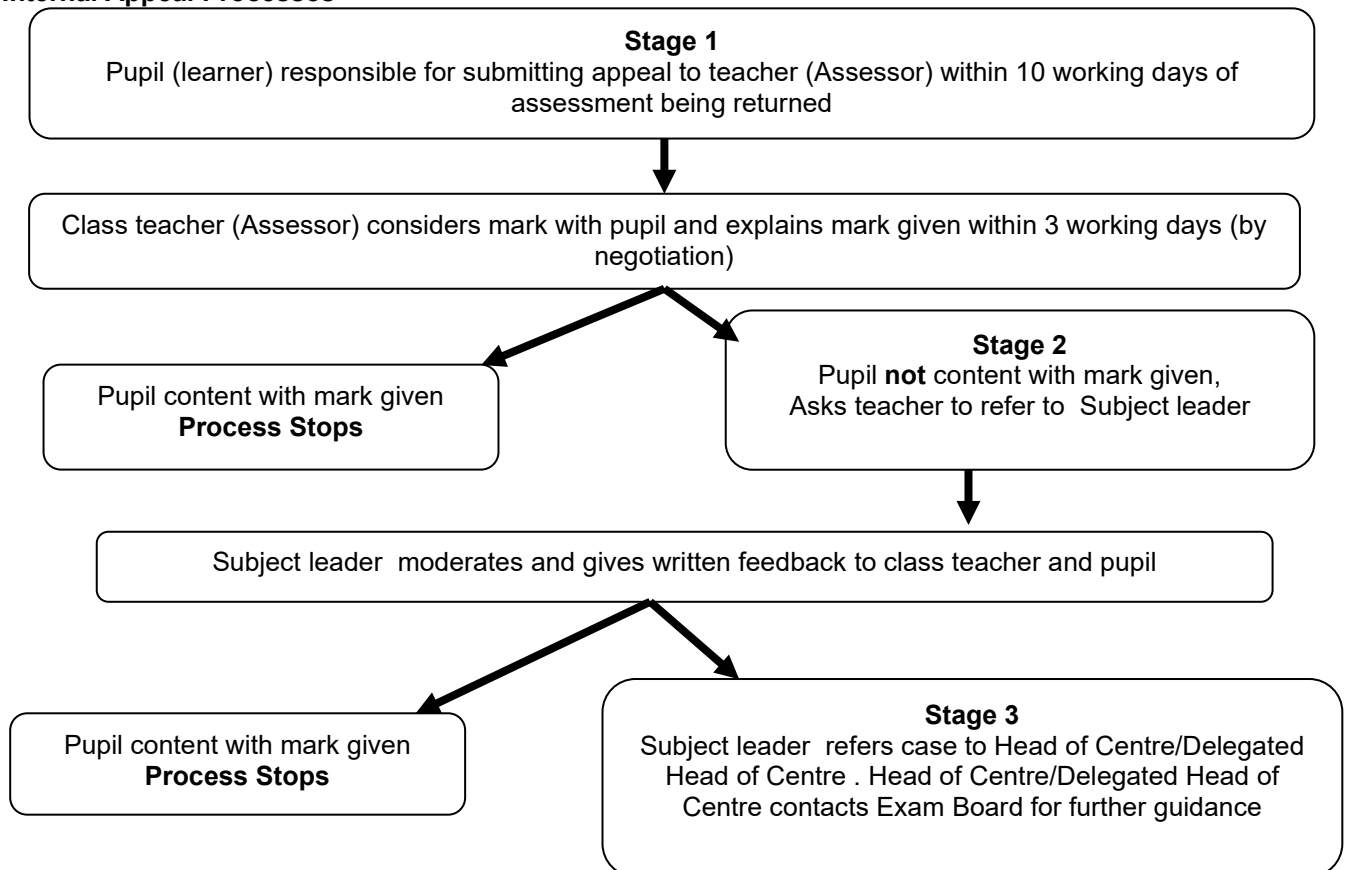 Internal Appeal Processes
Stage 1
Pupil (learner) responsible for submitting appeal to teacher (Assessor) within 10 working days of
assessment being returned
Class teacher (Assessor) considers mark with pupil and explains mark given within 3 working days (by
negotiation)
Pupil content with mark given
Process Stops
Stage 2
Pupil not content with mark given,
Asks teacher to refer to Subject leader
Subject leader moderates and gives written feedback to class teacher and pupil
Pupil content with mark given
Process Stops
Stage 3
Subject leader refers case to Head of Centre/Delegated
Head of Centre . Head of Centre/Delegated Head of
Centre contacts Exam Board for further guidance